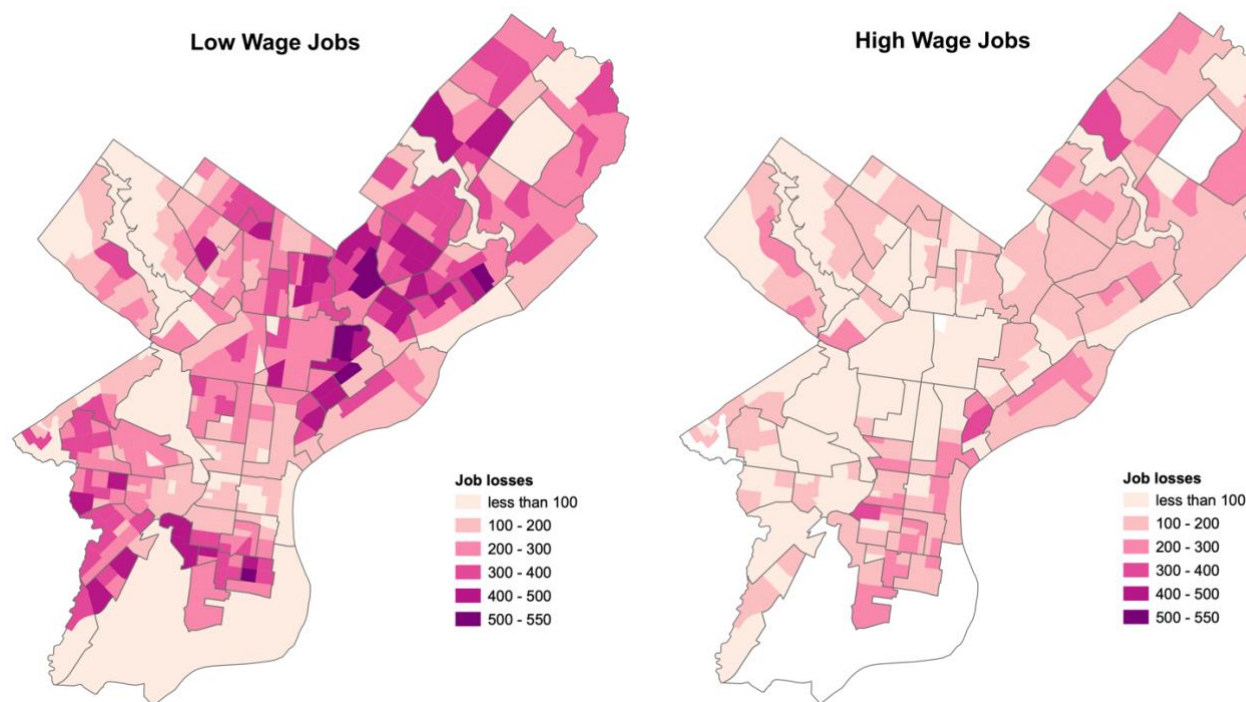 Low Wage Jobs
High Wage Jobs
Job losses
less than 100
100 - 200
200 - 300
300 - 400
400 - 500
500 - 550
Job losses
less than 100
100 - 200
200 - 300
300 - 400
400 - 500
500 - 550